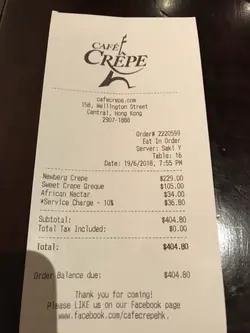 CAFÉ
CRÊPE
cafecrepe.com
158, Wellington Street
Central, Hong Kong
2907-1888
Order# 2220599
Eat In Order
Server: Saki Y
Table: 16
Date: 19/6/2018, 7:55 PM
Newberg Crepe $229.00
Sweet Crepe Greque $105.00
African Nectar $34.00
*Service Charge - 10% $36.80
Subtotal: $404.80
Total Tax Included: $0.00
Total: $404.80
Order Balance due: $404.80
Thank you for coming!
Please LIKE us on our Facebook page
www.facebook.com/cafecrepehk.